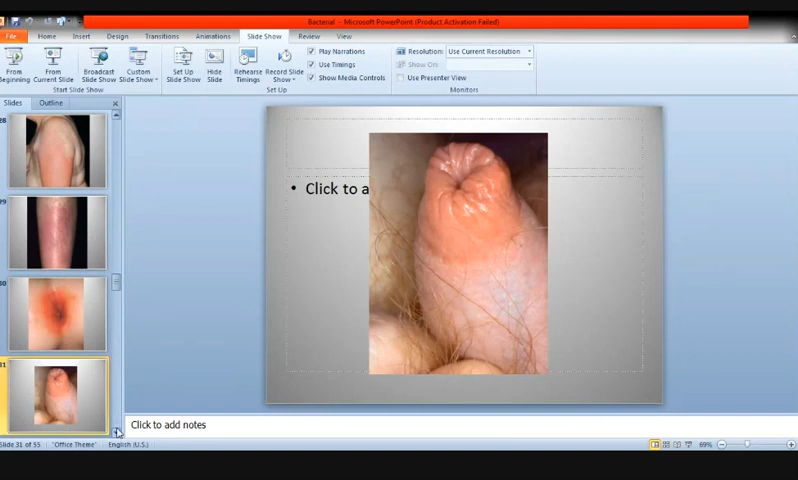 Bacterial – Microsoft PowerPoint (Product Activation Failed)
File Home Insert Design Transitions Animations Slide Show Review View
From Beginning
From Current Slide
Broadcast Slide Show
Custom Slide Show
Set Up Slide Show
Hide Slide
Rehearse Timings
Record Slide Show
Play Narrations
Use Timings
Show Media Controls
Resolution: Use Current Resolution
Show On:
Use Presenter View
Start Slide Show
Set Up
Monitors
Slides Outline
28
29
30
31
• Click to a
Click to add notes
Slide 31 of 55 "Office Theme" English (U.S.) 69%